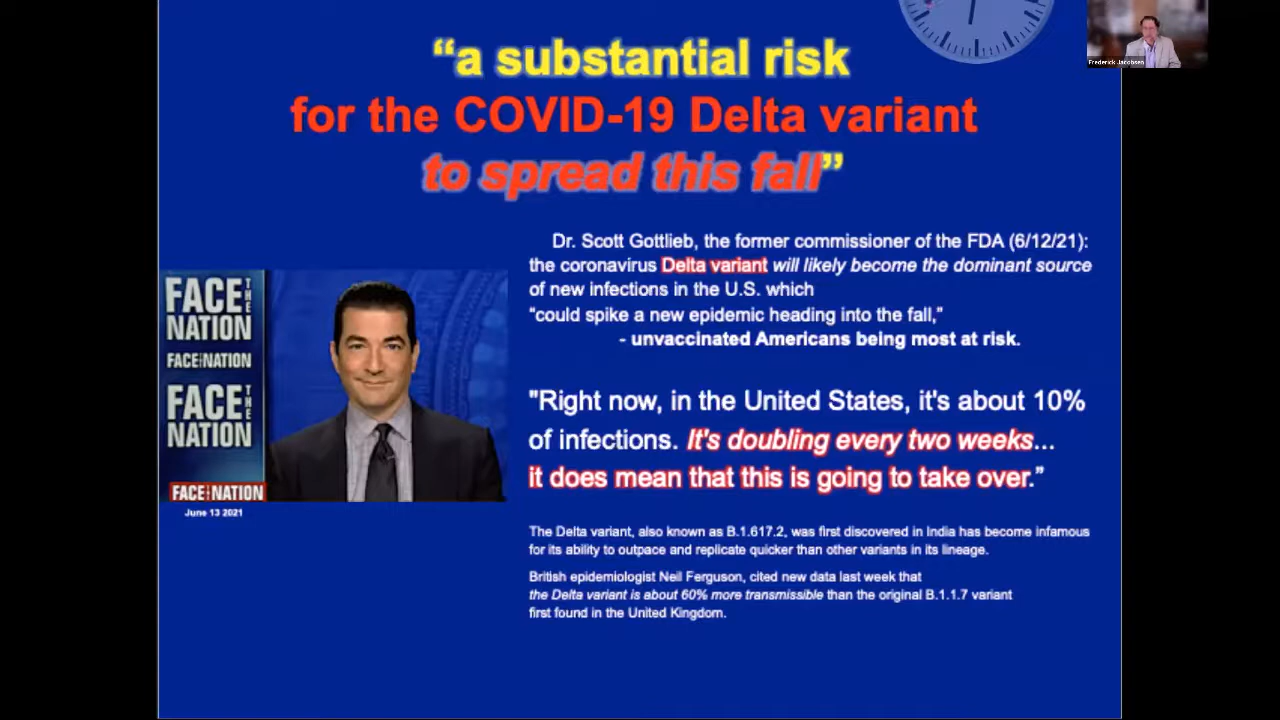 Frederick Jacobsen
“a substantial risk
for the COVID-19 Delta variant
to spread this fall”
Dr. Scott Gottlieb, the former commissioner of the FDA (6/12/21):
the coronavirus Delta variant will likely become the dominant source
of new infections in the U.S. which
“could spike a new epidemic heading into the fall,”
- unvaccinated Americans being most at risk.
"Right now, in the United States, it's about 10%
of infections. It's doubling every two weeks...
it does mean that this is going to take over.”
The Delta variant, also known as B.1.617.2, was first discovered in India has become infamous
for its ability to outpace and replicate quicker than other variants in its lineage.
British epidemiologist Neil Ferguson, cited new data last week that
the Delta variant is about 60% more transmissible than the original B.1.1.7 variant
first found in the United Kingdom.
FACE THE NATION
FACE THE NATION
FACE THE NATION
FACE THE NATION
June 13 2021